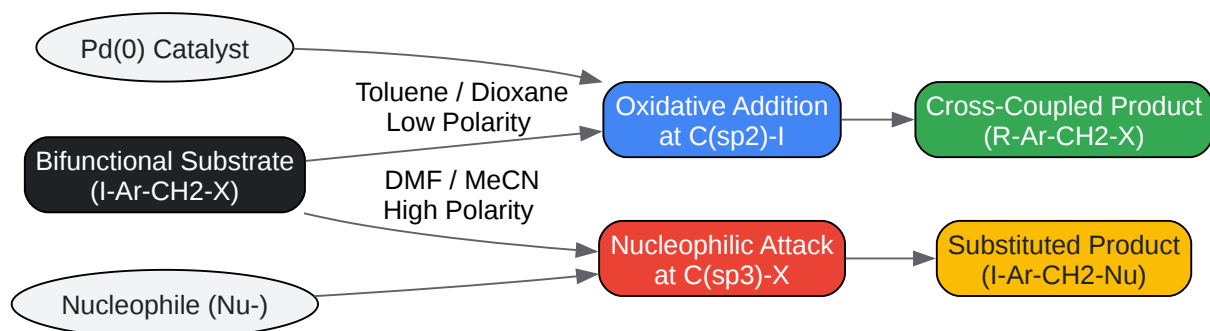 Pd(0) Catalyst
Toluene / Dioxane
Low Polarity
Oxidative Addition
at C(sp2)-I
Cross-Coupled Product
(R-Ar-CH2-X)
Bifunctional Substrate
(I-Ar-CH2-X)
DMF / MeCN
High Polarity
Nucleophilic Attack
at C(sp3)-X
Substituted Product
(I-Ar-CH2-Nu)
Nucleophile (Nu-)